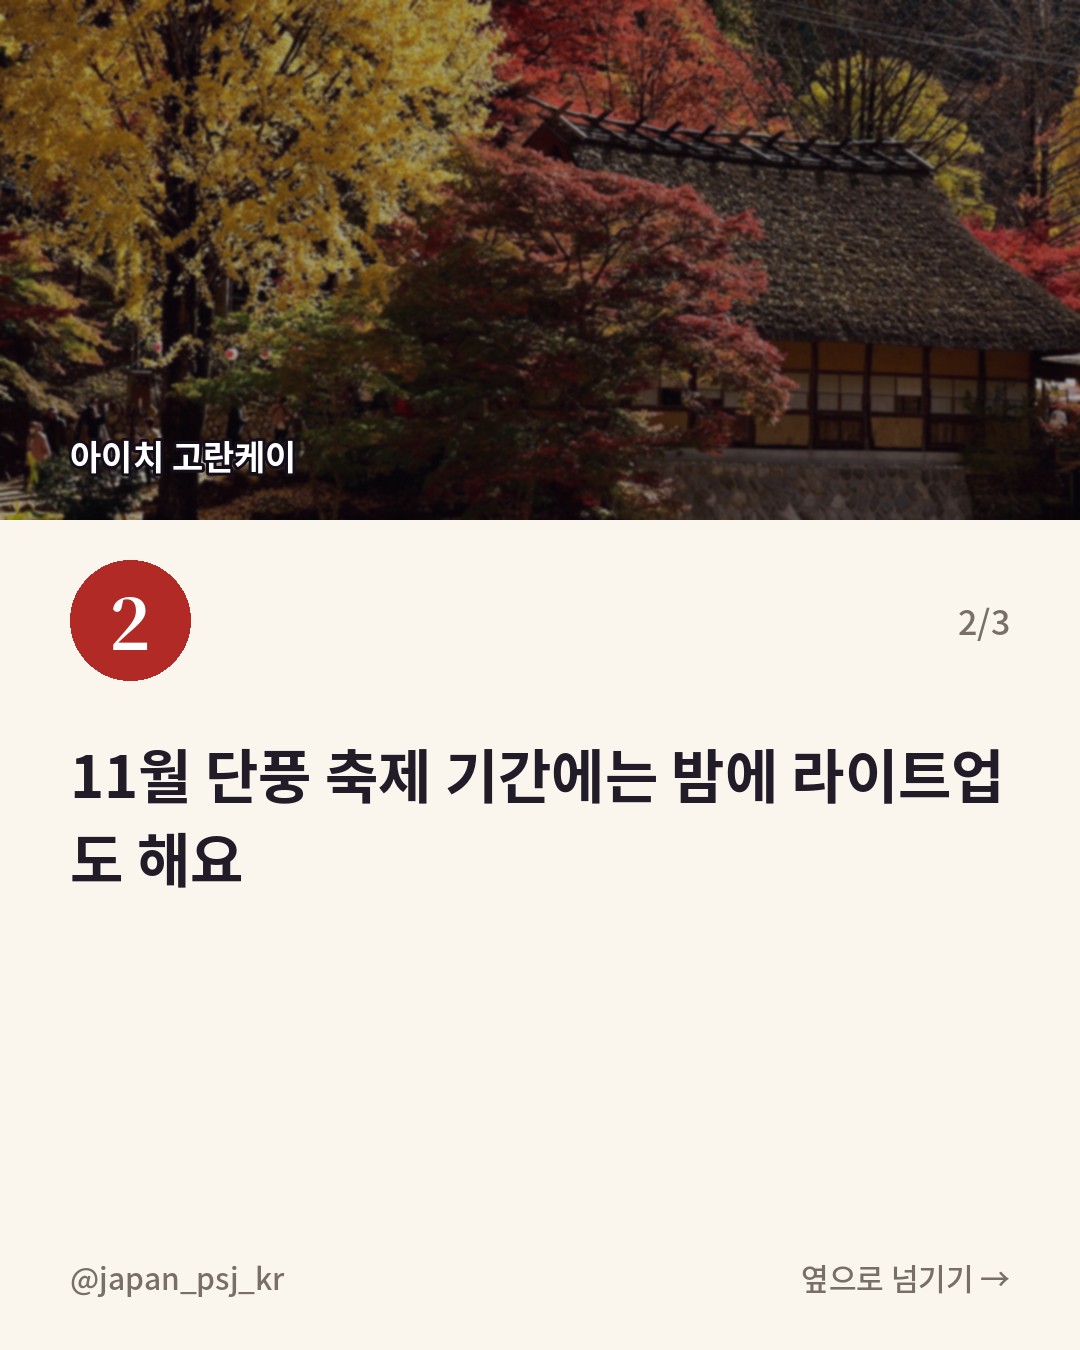 아이치 고란케이
2
2/3
11월 단풍 축제 기간에는 밤에 라이트업
도 해요
@japan_psj_kr
옆으로 넘기기 →